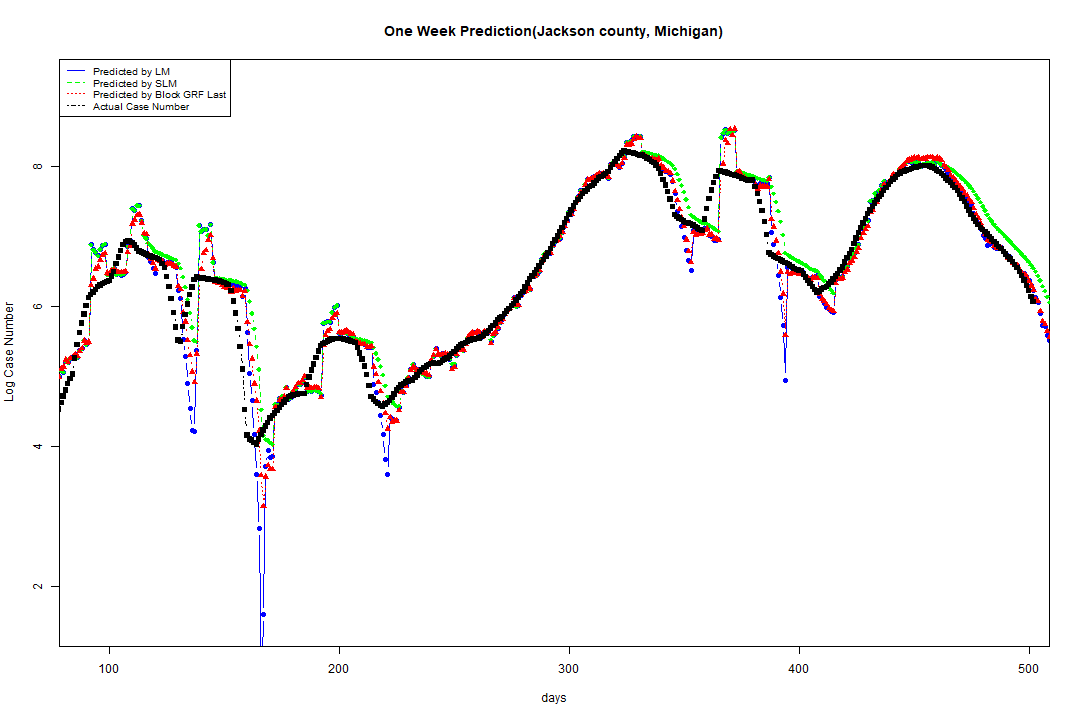 One Week Prediction(Jackson county, Michigan)
Predicted by LM
Predicted by SLM
Predicted by Block GRF Last
Actual Case Number
8
6
4
2
Log Case Number
100 200 300 400 500
days